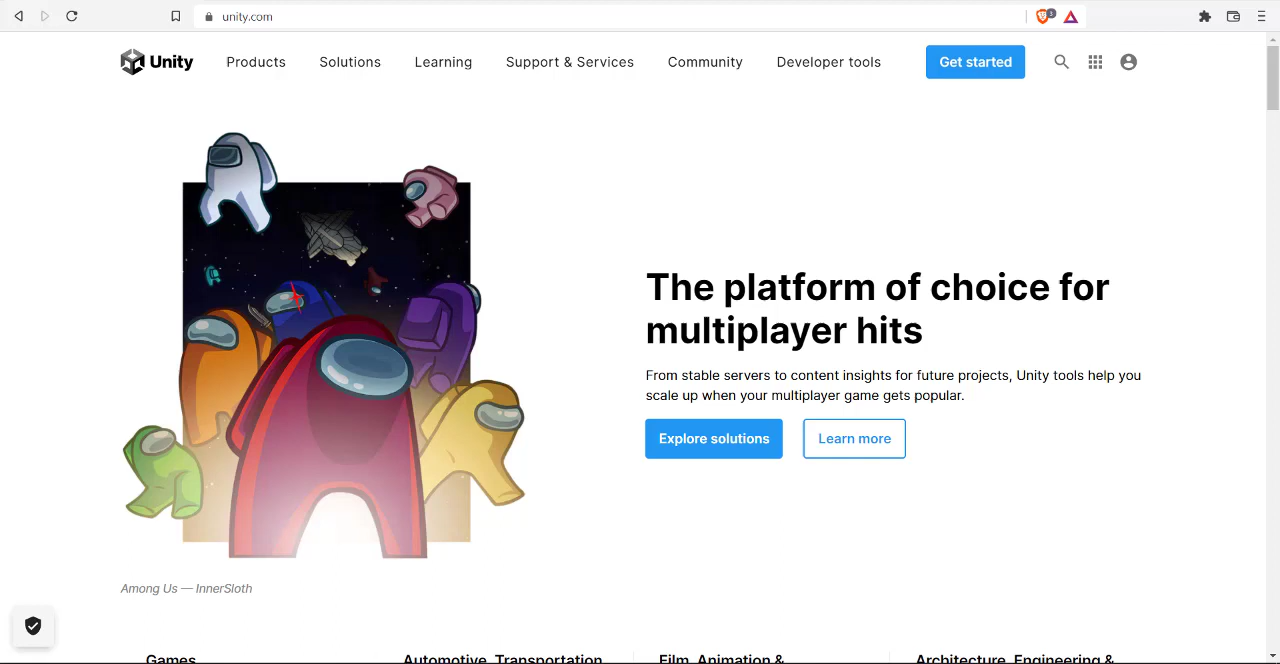 unity.com
3
Unity Products Solutions Learning Support & Services Community Developer tools Get started
The platform of choice for
multiplayer hits
From stable servers to content insights for future projects, Unity tools help you
scale up when your multiplayer game gets popular.
Explore solutions Learn more
Among Us — InnerSloth
Games Automotive, Transportation Film, Animation & Architecture, Engineering &